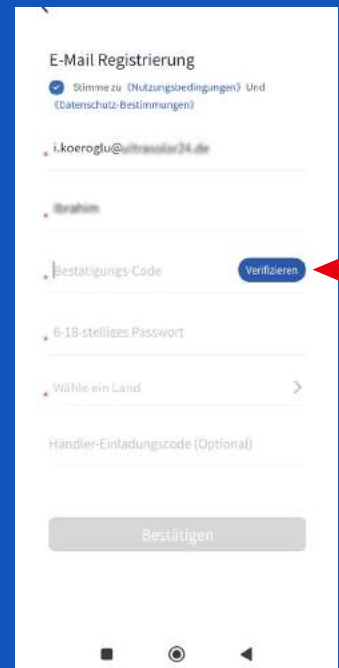 E-Mail Registrierung
Stimme zu 《Nutzungsbedingungen》 Und
《Datenschutz-Bestimmungen》
* i.koeroglu@
*
* Bestätigungs-Code Verifizieren
* 6-18-stelliges Passwort
* Wähle ein Land
Händler-Einladungscode (Optional)
Bestätigen